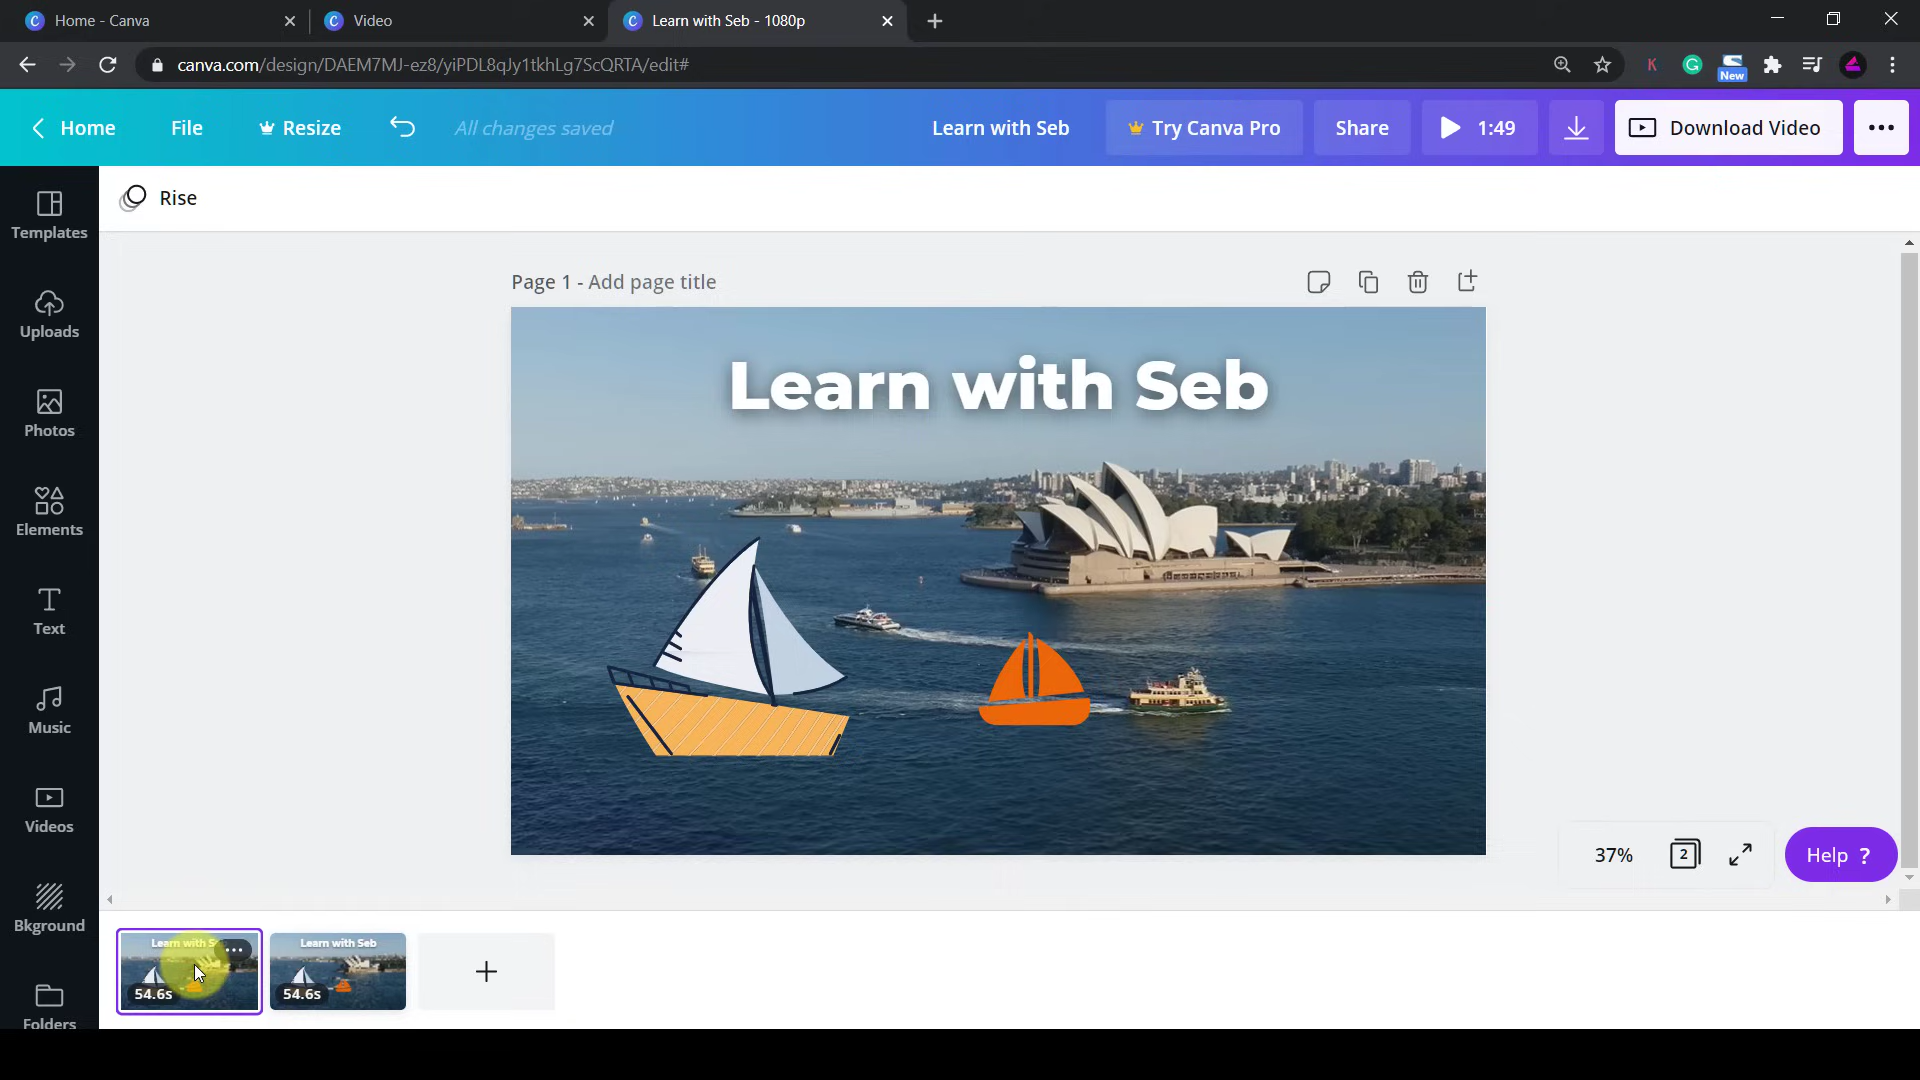 Home - Canva
Video
Learn with Seb - 1080p
canva.com/design/DAEM7MJ-ez8/yiPDL8qJy1tkhLg7ScQRTA/edit#
K
New
Home
File
Resize
All changes saved
Learn with Seb
Try Canva Pro
Share
1:49
Download Video
Rise
Templates
Uploads
Photos
Elements
Text
Music
Videos
Bkground
Folders
Page 1 - Add page title
Learn with Seb
37%
2
Help ?
Learn with S
54.6s
Learn with Seb
54.6s